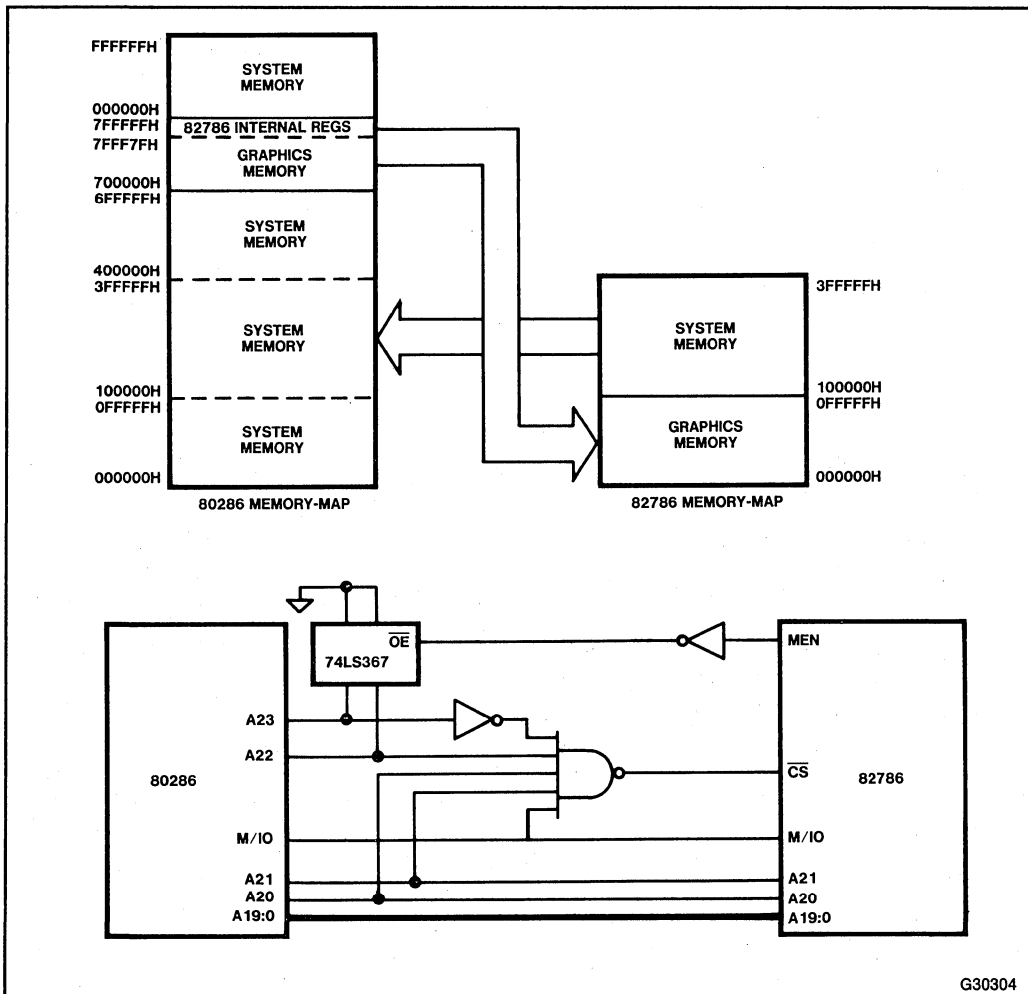 FFFFFFH
SYSTEM
MEMORY
000000H
7FFFFFH
82786 INTERNAL REGS
7FFF7FH
GRAPHICS
MEMORY
700000H
6FFFFFH
SYSTEM
MEMORY
400000H
3FFFFFH
SYSTEM
MEMORY
100000H
0FFFFFH
SYSTEM
MEMORY
000000H
80286 MEMORY-MAP
3FFFFFH
SYSTEM
MEMORY
100000H
0FFFFFH
GRAPHICS
MEMORY
000000H
82786 MEMORY-MAP
OE
74LS367
MEN
A23
A22
80286
CS
82786
M/IO
M/IO
A21
A21
A20
A20
A19:0
A19:0
G30304